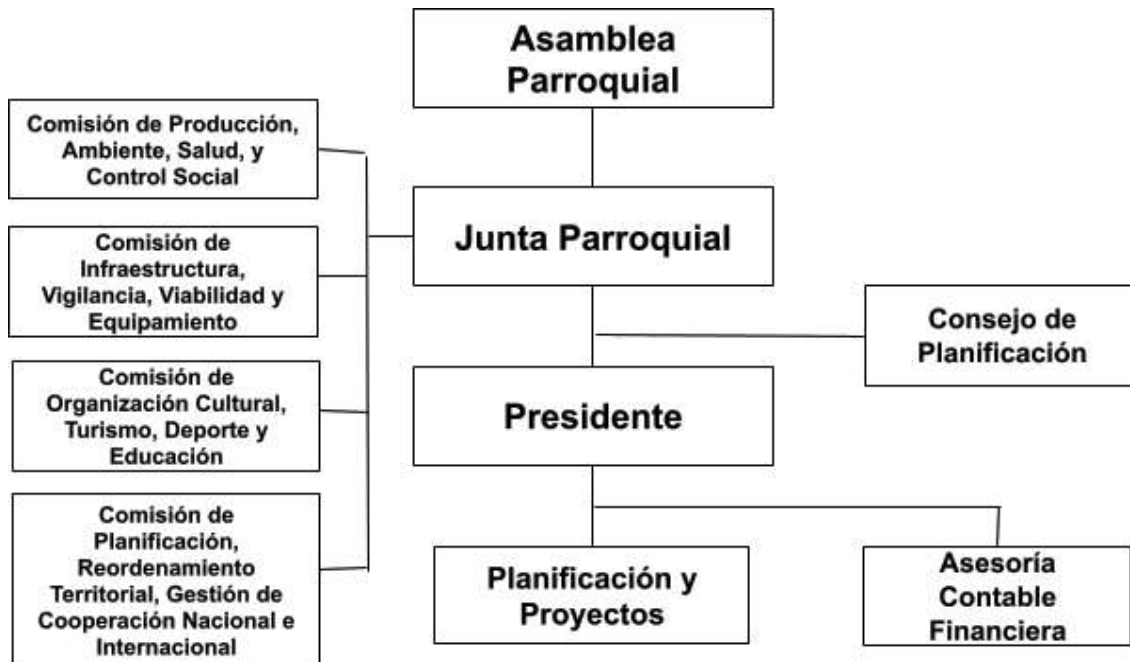 Asamblea
Parroquial
Comisión de Producción,
Ambiente, Salud, y
Control Social
Junta Parroquial
Comisión de
Infraestructura,
Vigilancia, Viabilidad y
Equipamiento
Consejo de
Planificación
Comisión de
Organización Cultural,
Turismo, Deporte y
Educación
Presidente
Comisión de
Planificación,
Reordenamiento
Territorial, Gestión de
Cooperación Nacional e
Internacional
Planificación y
Proyectos
Asesoría
Contable
Financiera